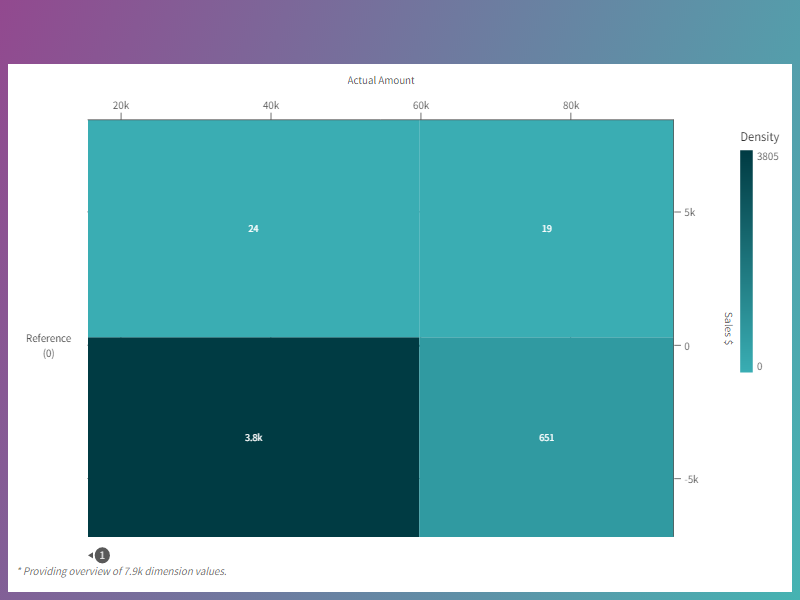 Actual Amount
20k 40k 60k 80k
Density
3805
5k
24 19
Sales $
Reference
(0)
0
0
3.8k 651
-5k
1
* Providing overview of 7.9k dimension values.